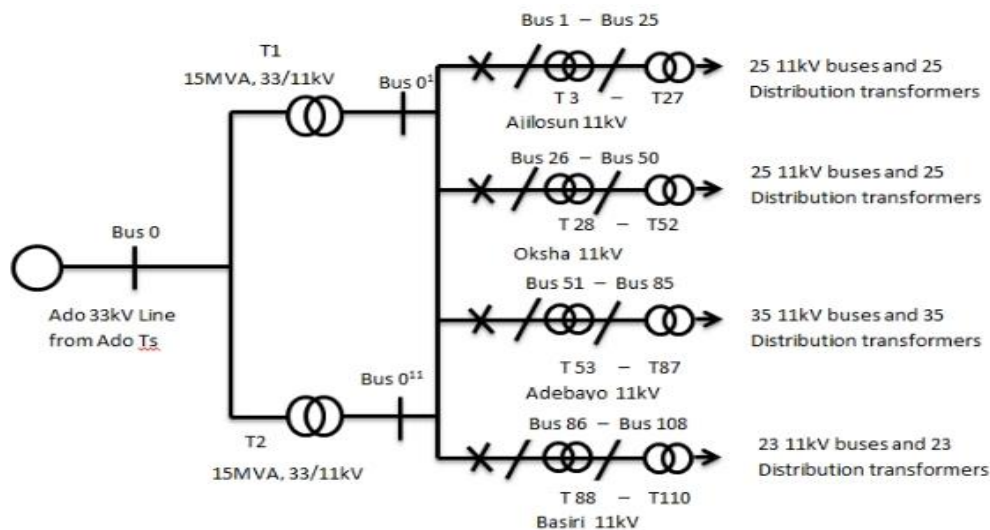 Bus 1 – Bus 25
T1
15MVA, 33/11kV
Bus 0¹
T 3 – T27
25 11kV buses and 25
Distribution transformers
Ajilosun 11kV
Bus 26 – Bus 50
25 11kV buses and 25
Distribution transformers
T 28 – T52
Bus 0
Oksha 11kV
Bus 51 – Bus 85
Ado 33kV Line
from Ado Ts
35 11kV buses and 35
Distribution transformers
T 53 – T87
Bus 0¹¹
Adebayo 11kV
Bus 86 – Bus 108
T2
15MVA, 33/11kV
23 11kV buses and 23
Distribution transformers
T 88 – T110
Basiri 11kV